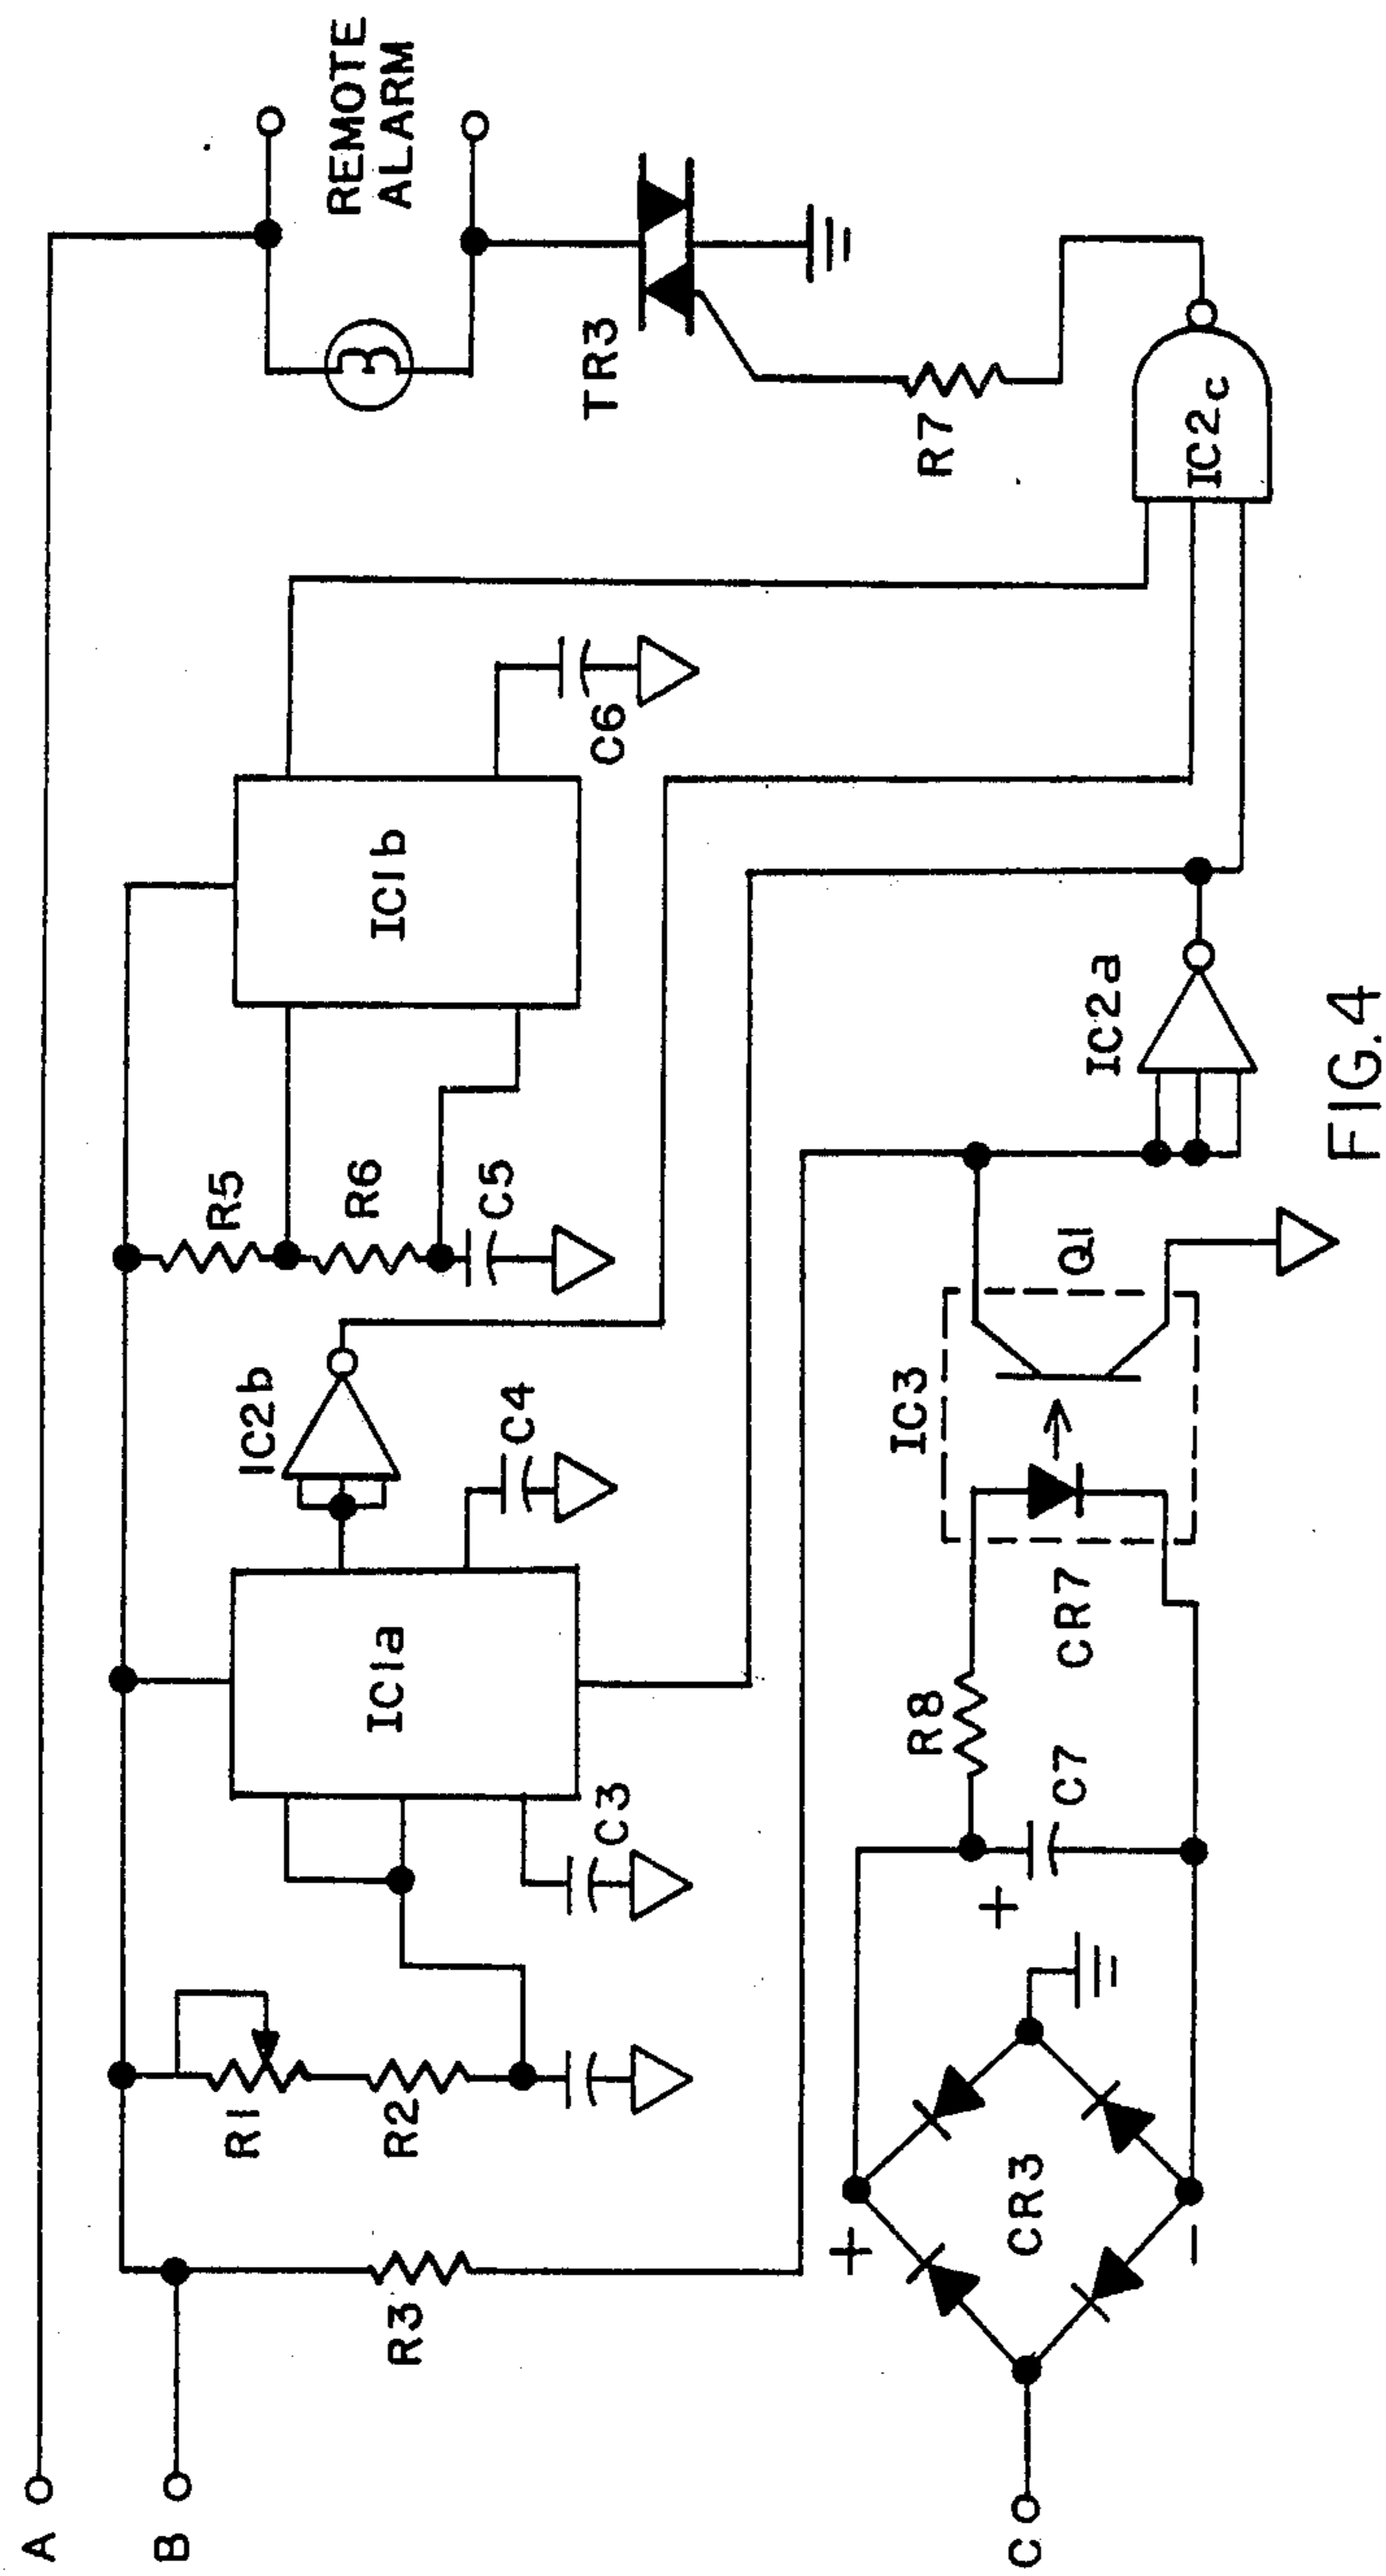 A
B
C
R1
R2
R3
C3
IC1a
C4
IC2b
R5
R6
C5
IC1b
C6
REMOTE
ALARM
TR3
R7
IC2c
IC2a
Q1
IC3
CR7
R8
C7
+
+
CR3
−
FIG.4